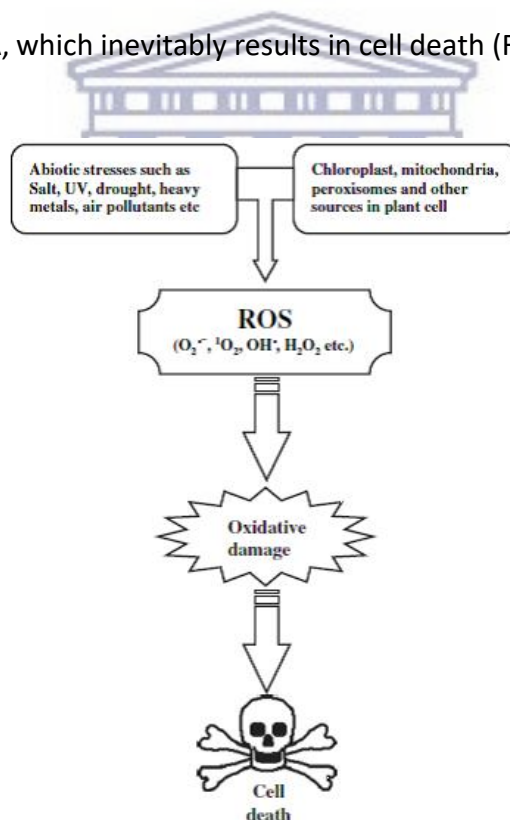 , which inevitably results in cell death (F
Abiotic stresses such as
Salt, UV, drought, heavy
metals, air pollutants etc
Chloroplast, mitochondria,
peroxisomes and other
sources in plant cell
ROS
(O₂•⁻, ¹O₂, OH•, H₂O₂ etc.)
Oxidative
damage
Cell
death